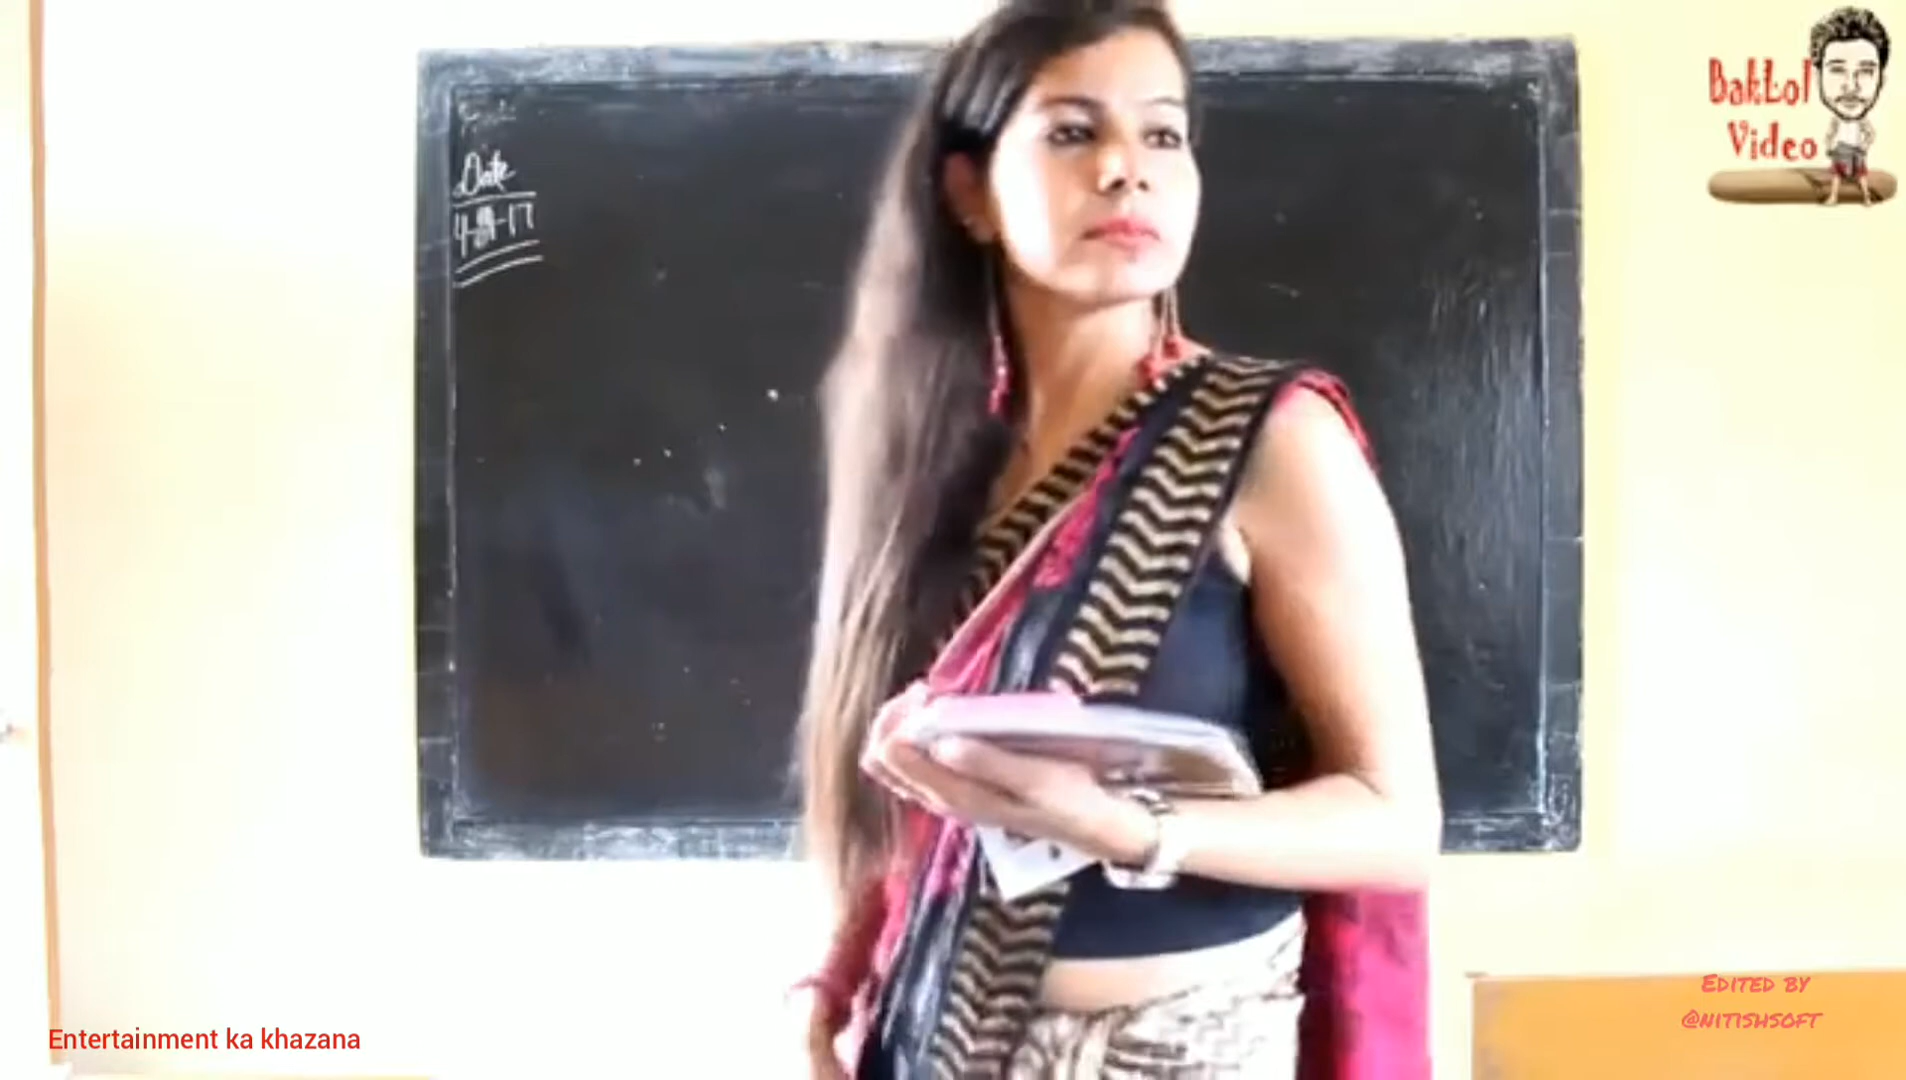 Date
BakLol
Video
Entertainment ka khazana
Edited by
@nitishsoft